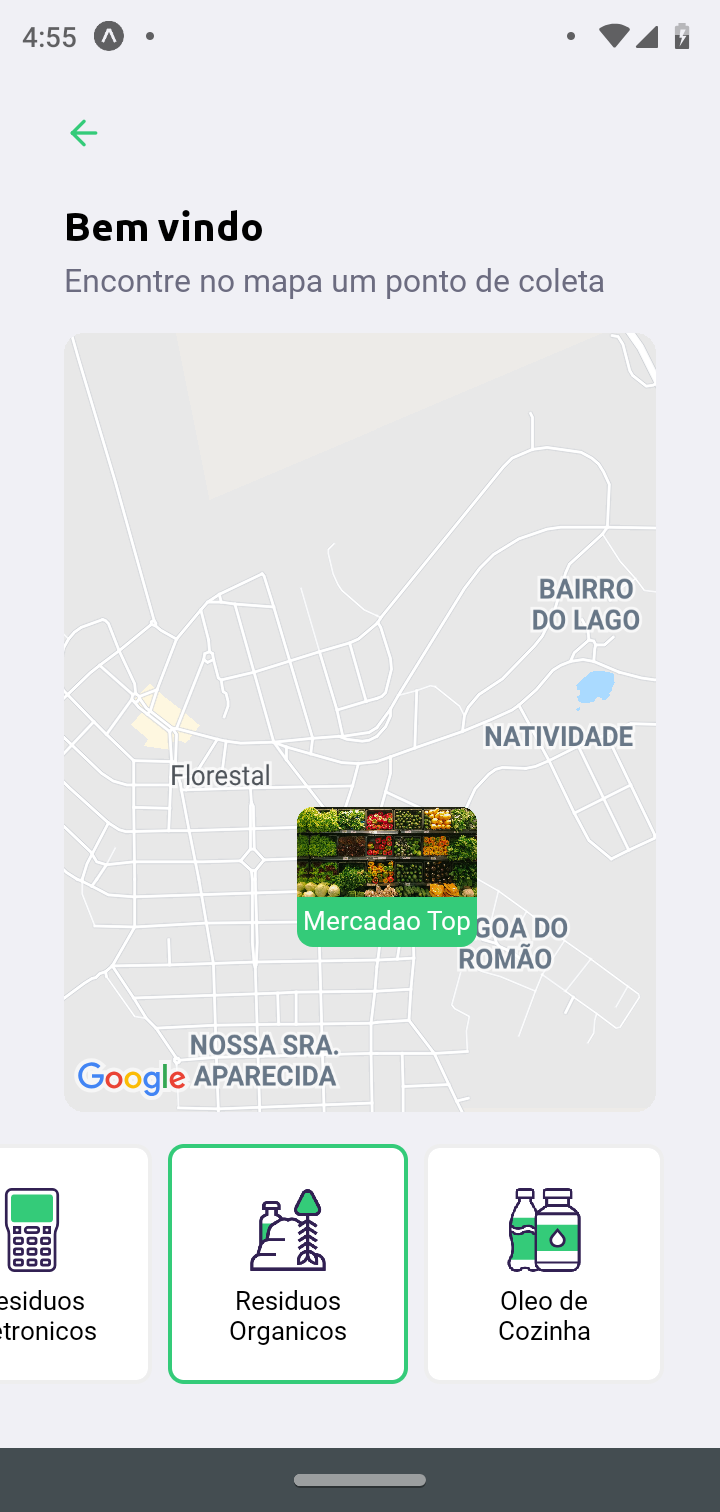 4:55
Bem vindo
Encontre no mapa um ponto de coleta
BAIRRO
DO LAGO
NATIVIDADE
Florestal
Mercadao Top
GOA DO
ROMÃO
NOSSA SRA.
APARECIDA
Google
esiduos
etronicos
Residuos
Organicos
Oleo de
Cozinha